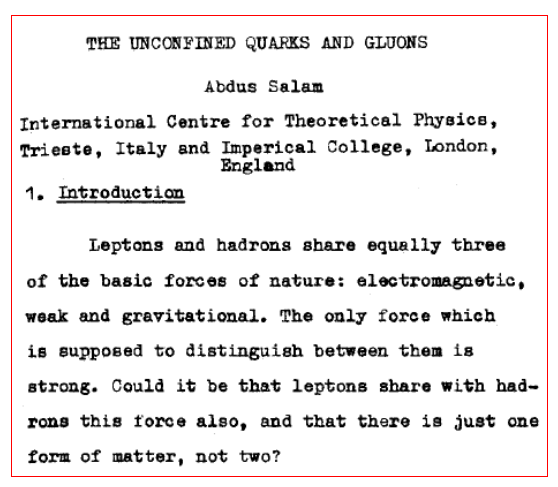 THE UNCONFINED QUARKS AND GLUONS
Abdus Salam
International Centre for Theoretical Physics,
Trieste, Italy and Imperical College, London,
England
1. Introduction
Leptons and hadrons share equally three
of the basic forces of nature: electromagnetic,
weak and gravitational. The only force which
is supposed to distinguish between them is
strong. Could it be that leptons share with had-
rons this force also, and that there is just one
form of matter, not two?